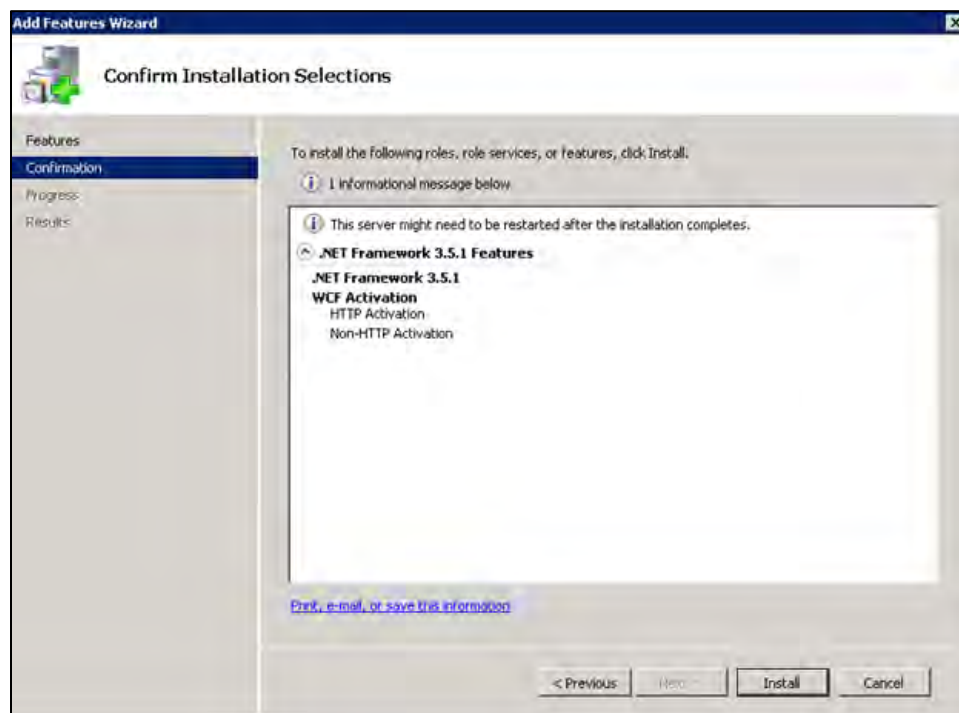 Add Features Wizard
Confirm Installation Selections
Features
Confirmation
Progress
Results
To install the following roles, role services, or features, click Install.
1 informational message below
This server might need to be restarted after the installation completes.
.NET Framework 3.5.1 Features
.NET Framework 3.5.1
WCF Activation
HTTP Activation
Non-HTTP Activation
Print, e-mail, or save this information
< Previous
Next >
Install
Cancel